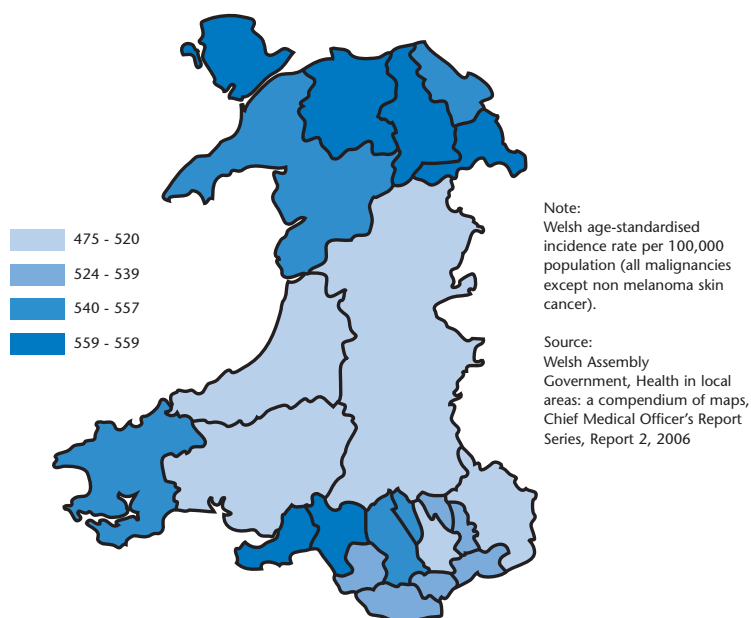 475 - 520
524 - 539
540 - 557
559 - 559
Note:
Welsh age-standardised
incidence rate per 100,000
population (all malignancies
except non melanoma skin
cancer).
Source:
Welsh Assembly
Government, Health in local
areas: a compendium of maps,
Chief Medical Officer's Report
Series, Report 2, 2006